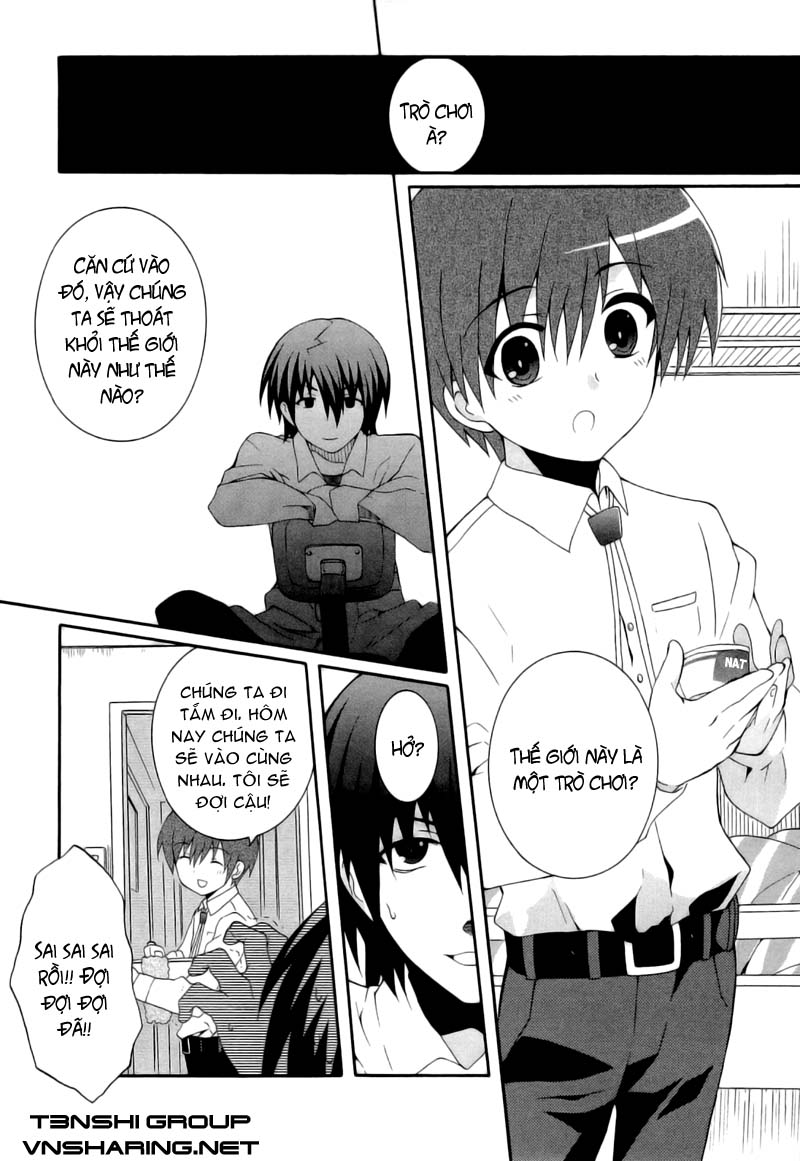 TRÒ CHƠI
À?
THẾ GIỚI NÀY LÀ
MỘT TRÒ CHƠI?
NAT
CĂN CỨ VÀO
ĐÓ, VẬY CHÚNG
TA SẼ THOÁT
KHỎI THẾ GIỚI
NÀY NHƯ THẾ
NÀO?
HỞ?
CHÚNG TA ĐI
TẮM ĐI. HÔM
NAY CHÚNG TA
SẼ VÀO CÙNG
NHAU. TÔI SẼ
ĐỢI CẬU!
SAI SAI SAI
RỒI!! ĐỢI
ĐỢI ĐỢI
ĐÃ!!
T3NSHI GROUP
VNSHARING.NET